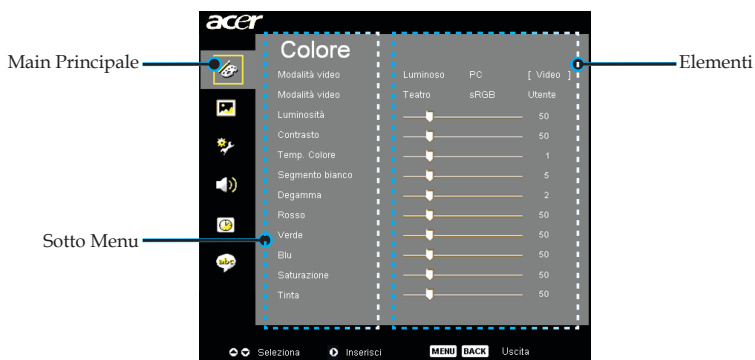 acer
Colore
Main Principale
Elementi
Modalità video Luminoso PC [ Video ]
Modalità video Teatro sRGB Utente
Luminosità 50
Contrasto 50
Temp. Colore 1
Segmento bianco 5
Degamma 2
Rosso 50
Verde 50
Sotto Menu
Blu 50
Saturazione 50
Tinta 50
abc
Seleziona Inserisci MENU BACK Uscita